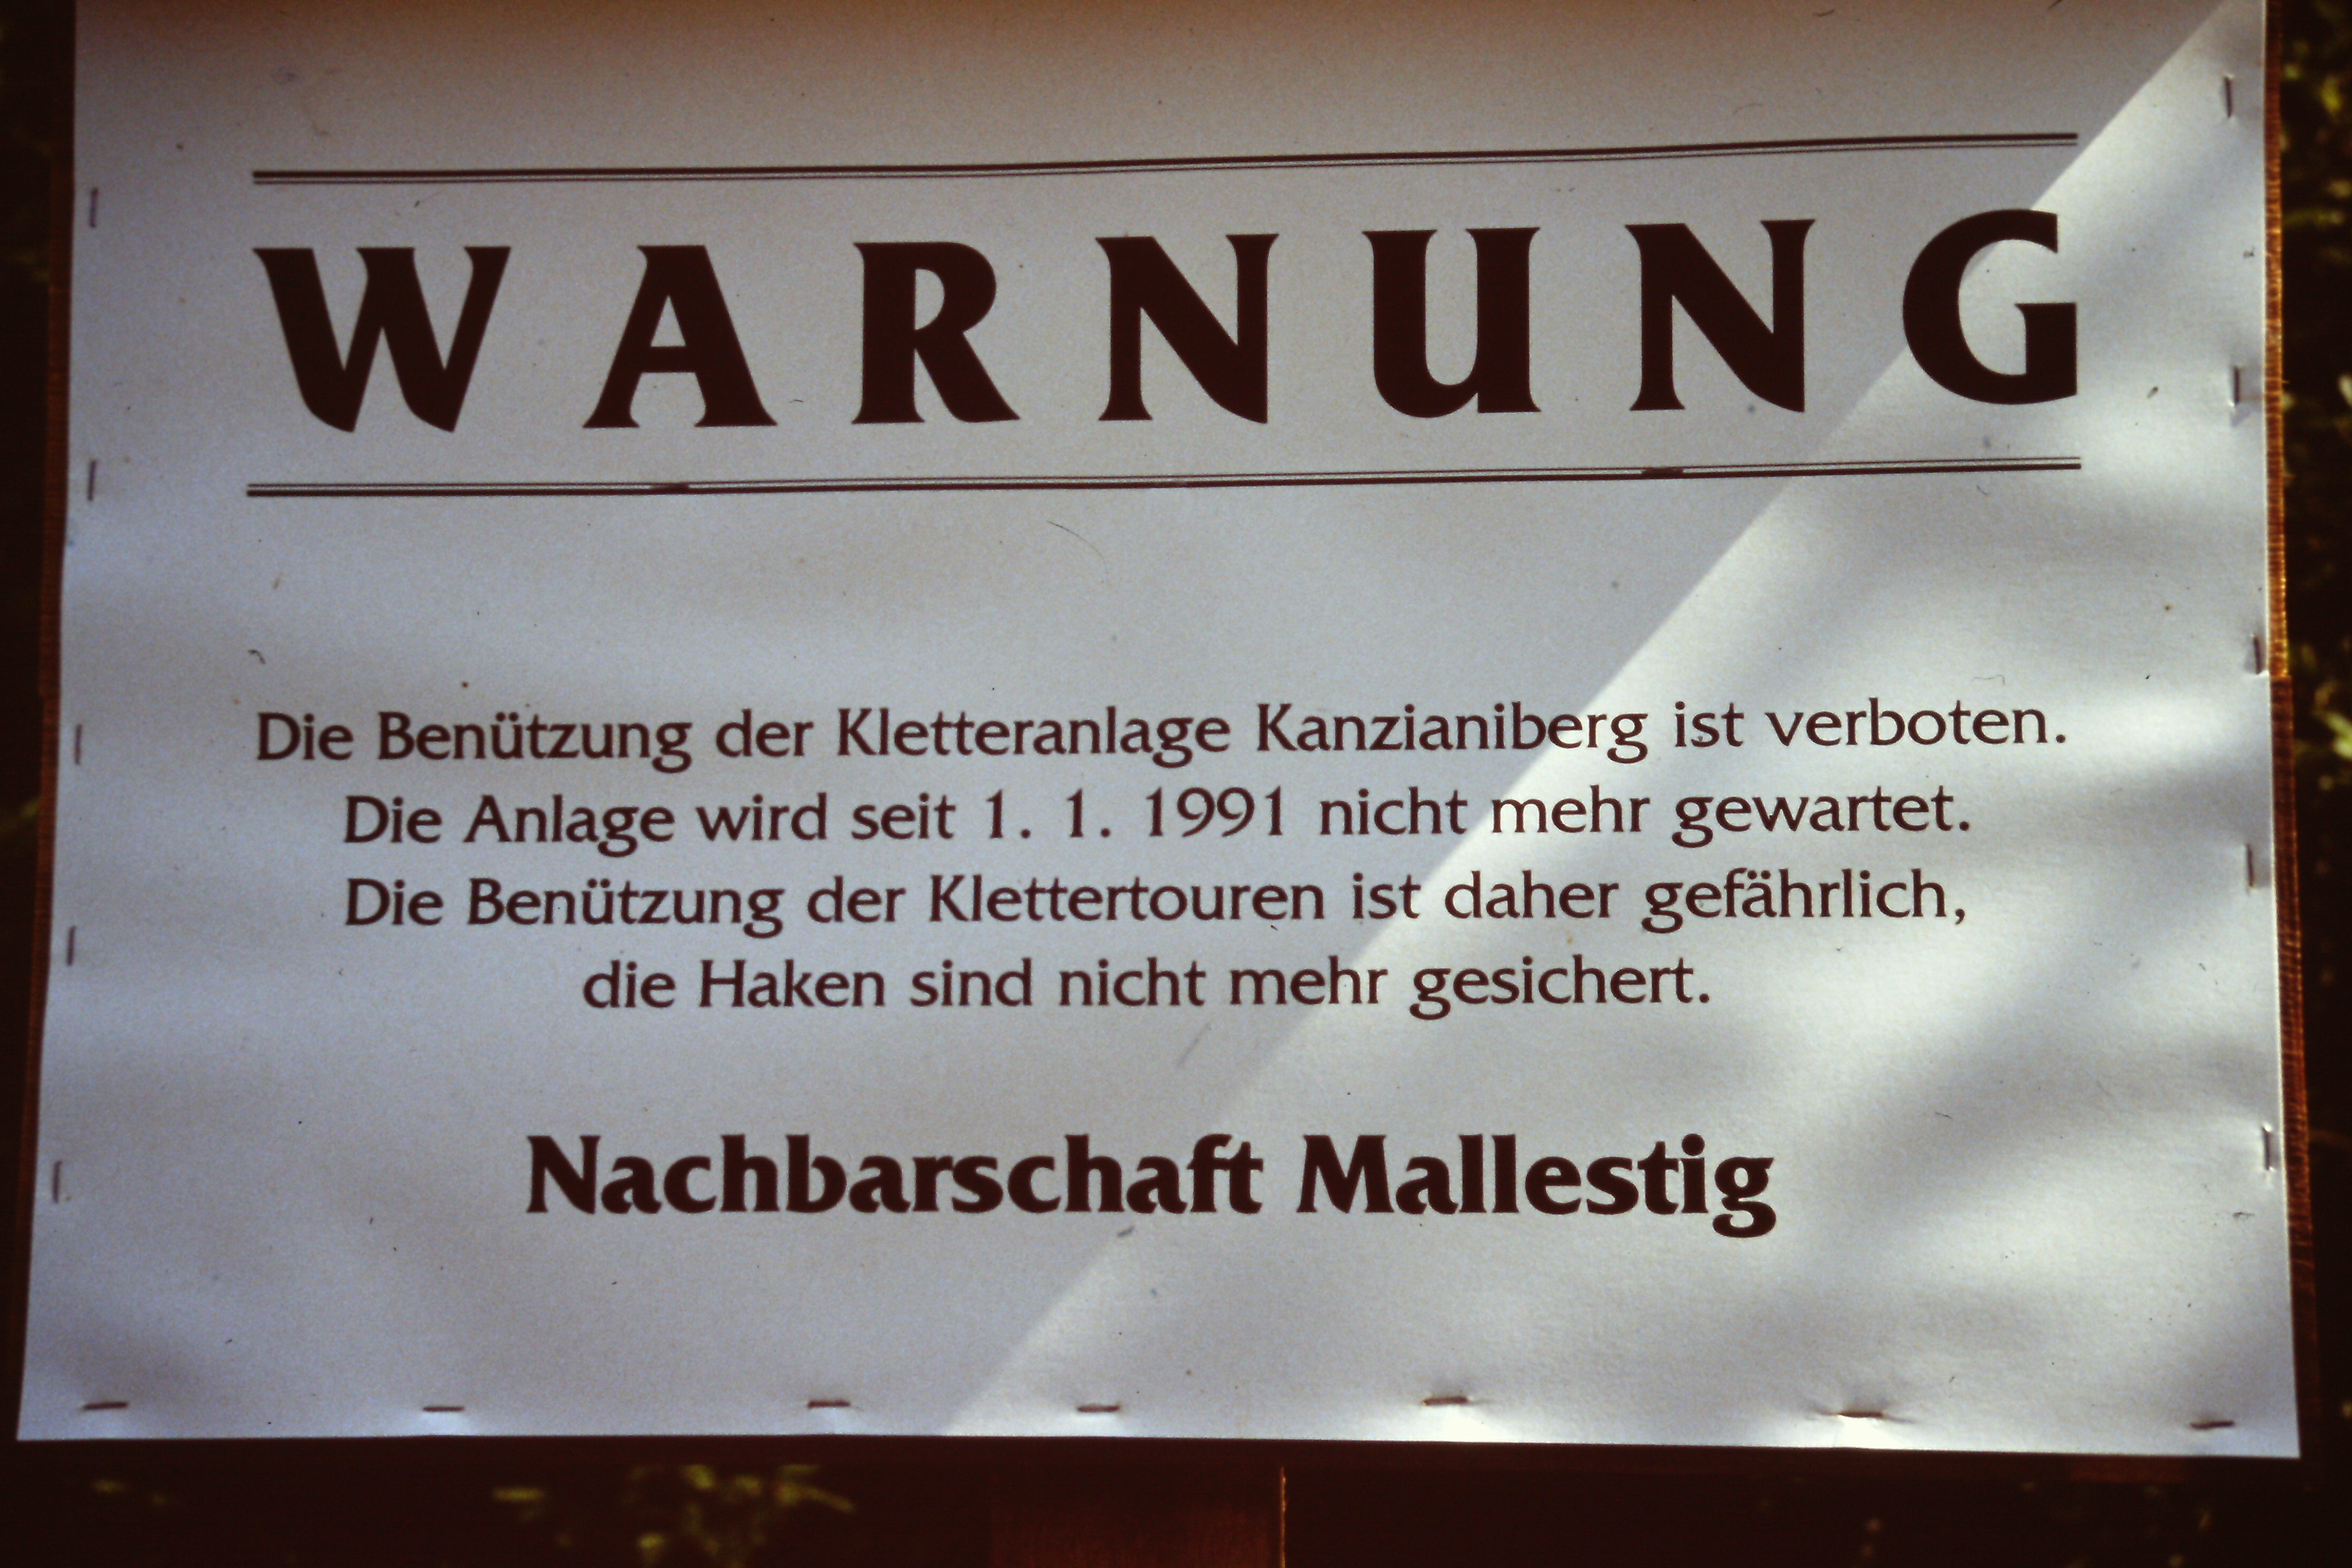 WARNUNG
Die Benützung der Kletteranlage Kanzianiberg ist verboten.
Die Anlage wird seit 1. 1. 1991 nicht mehr gewartet.
Die Benützung der Klettertouren ist daher gefährlich,
die Haken sind nicht mehr gesichert.
Nachbarschaft Mallestig